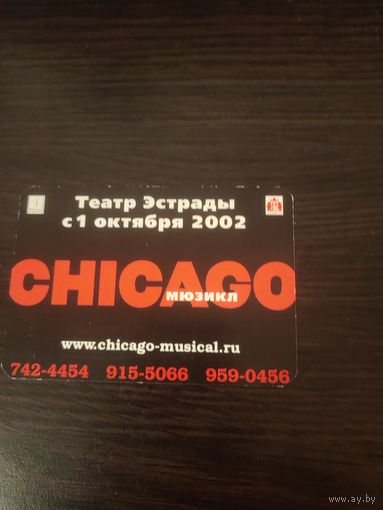 Театр Эстрады
с 1 октября 2002
CHICAGO
мюзикл
www.chicago-musical.ru
742-4454 915-5066 959-0456
www.ay.by